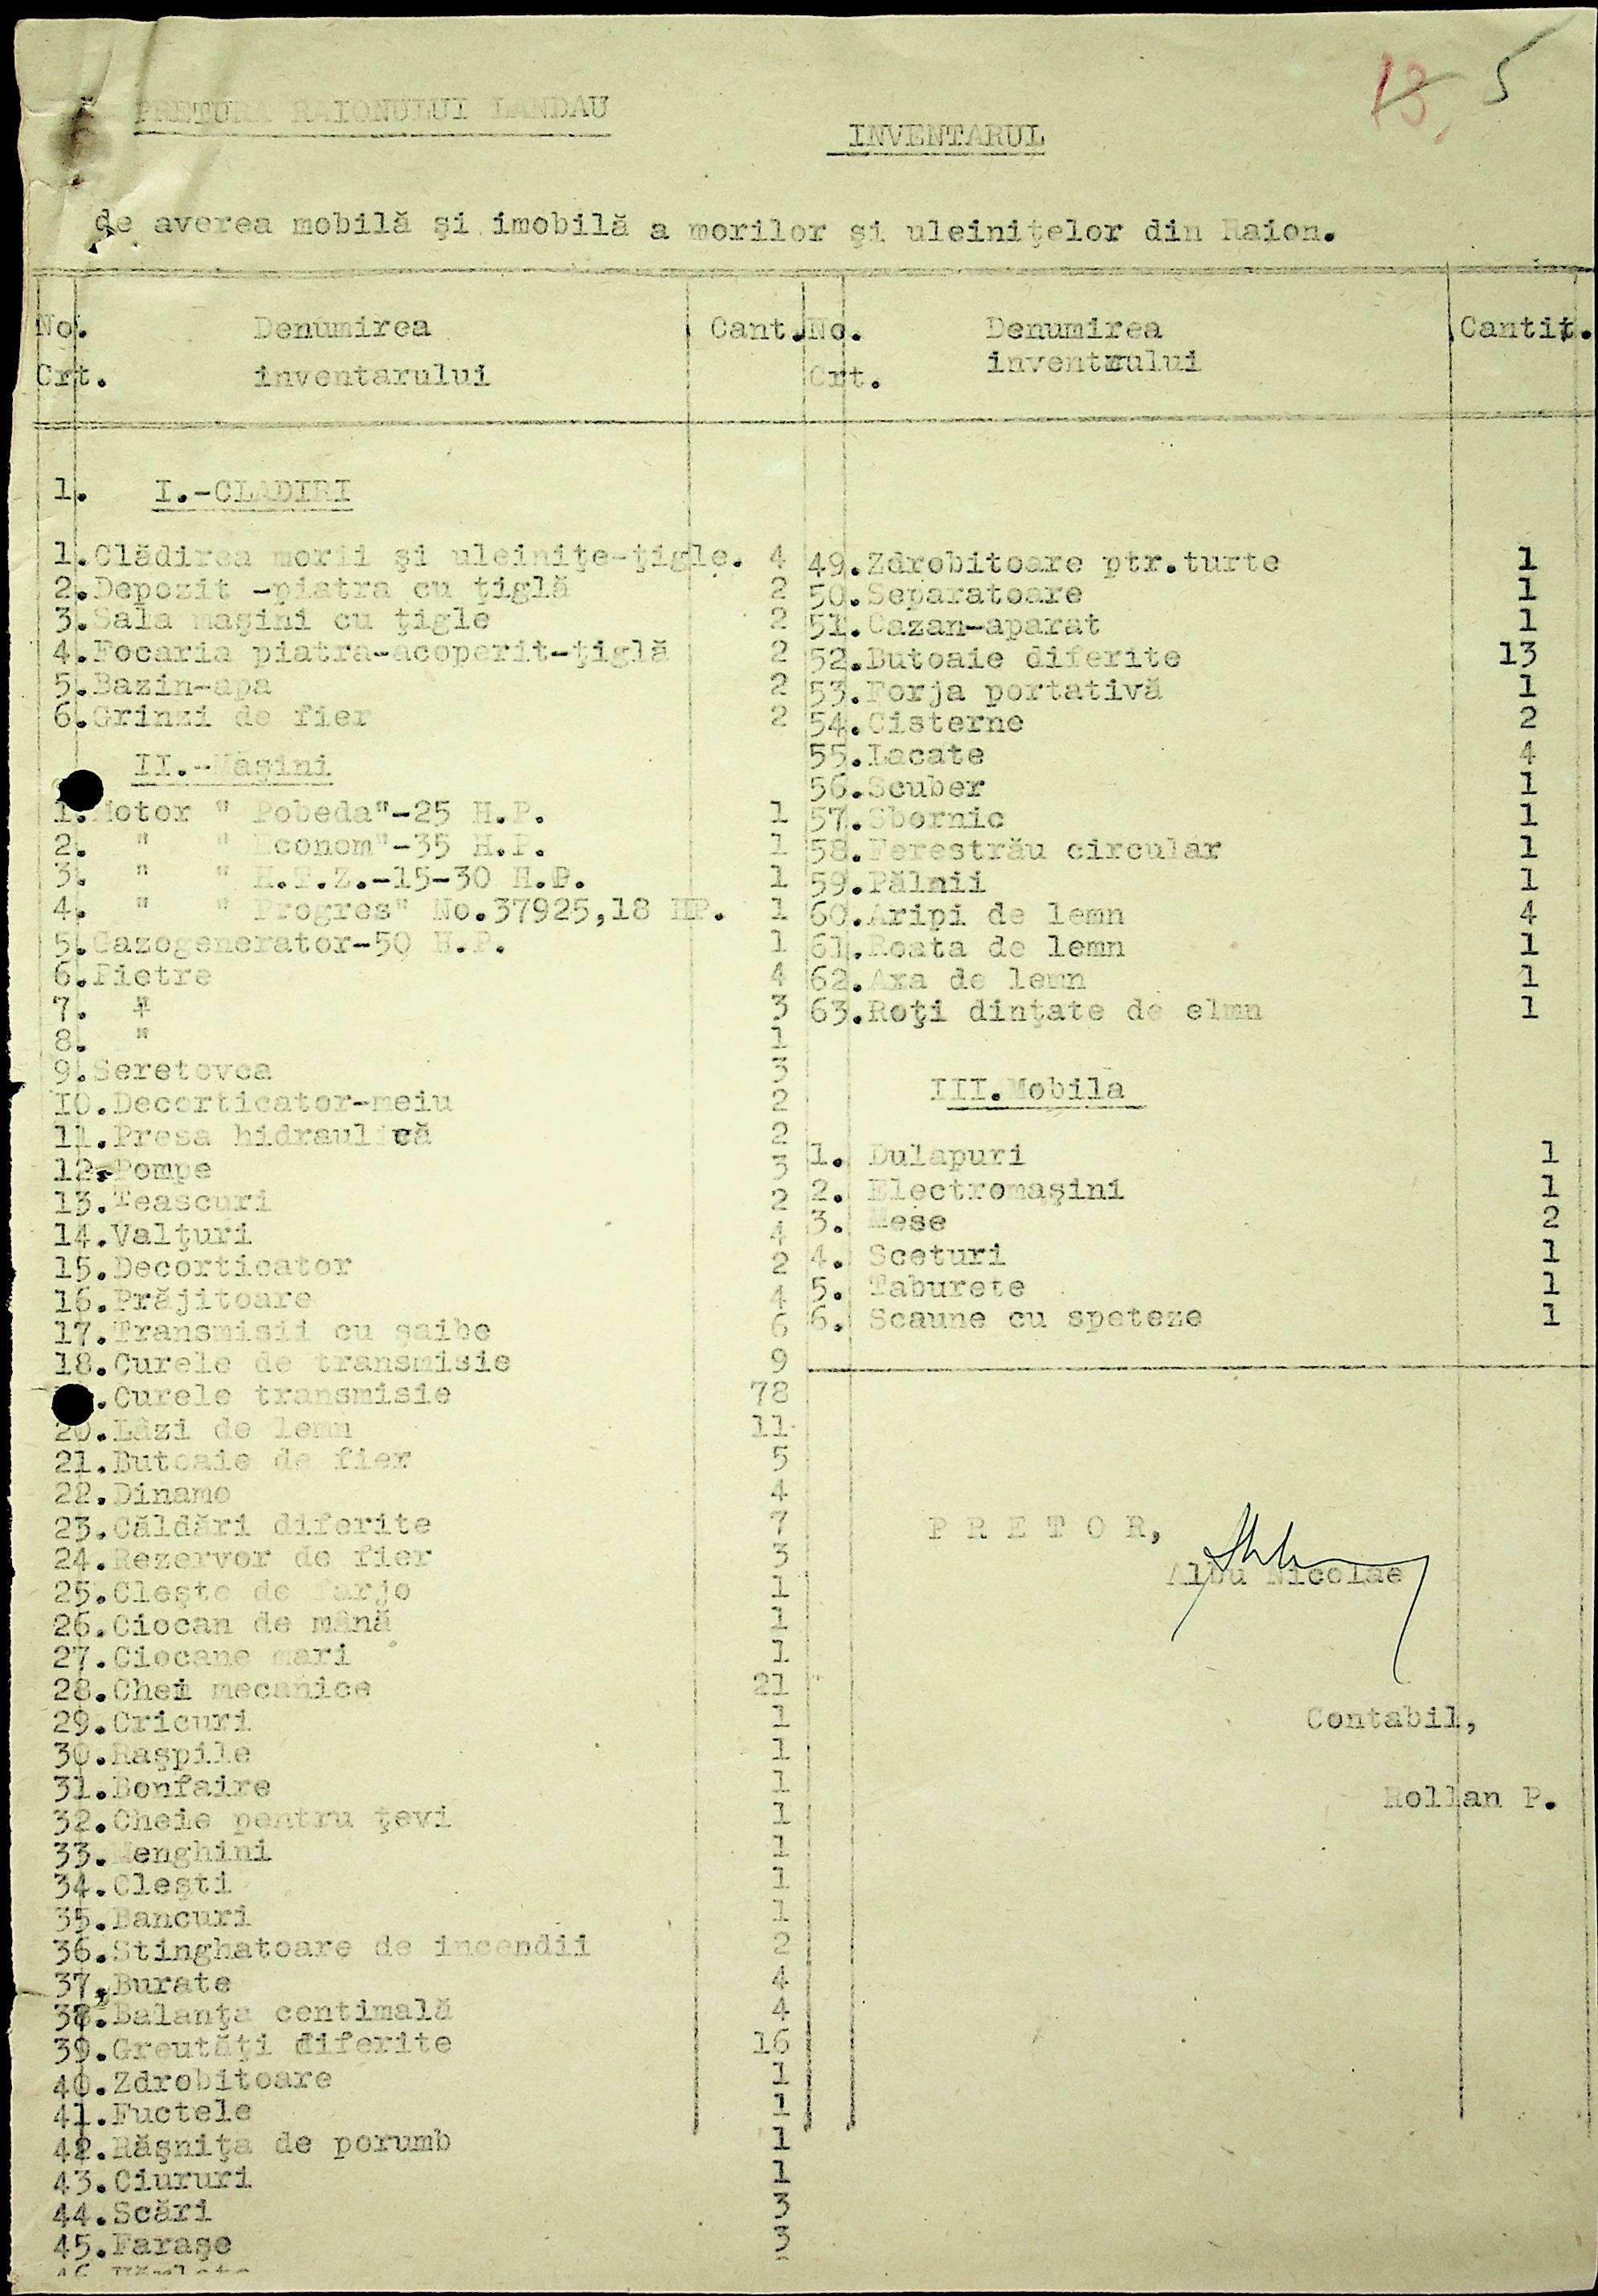 13, 5
PRETURA RAIONULUI LANDAU
INVENTARUL
de averea mobilă şi imobilă a morilor şi uleiniţelor din Raion.
No. Denumirea Cant.
Crt. inventarului
1. I.-CLADIRI
1.Clădirea morii şi uleiniţe-ţigle. 4
2.Depozit -piatra cu ţiglă 2
3.Sala maşini cu ţigle 2
4.Focaria piatra-acoperit-ţiglă 2
5.Bazin-apa 2
6.Grinzi de fier 2
II.-Maşini
1.Motor " Pobeda"-25 H.P. 1
2. " " Econom"-35 H.P. 1
3. " " H.T.Z.-15-30 H.P. 1
4. " " Progres" No.37925,18 HP. 1
5.Gazogenerator-50 H.P. 1
6.Pietre 4
7. " 3
8. " 1
9.Seretovca 3
10.Decorticator-meiu 2
11.Presa hidraulică 2
12.Pompe 3
13.Teascuri 2
14.Valţuri 4
15.Decorticator 2
16.Prăjitoare 4
17.Transmisii cu şaibe 6
18.Curele de transmisie 9
.Curele transmisie 78
20.Lăzi de lemn 11
21.Butoaie de fier 5
22.Dinamo 4
23.Căldări diferite 7
24.Rezervor de fier 3
25.Cleşte de farjo 1
26.Ciocan de mână 1
27.Ciocane mari 1
28.Chei mecanice 21
29.Cricuri 1
30.Raşpile 1
31.Bonfaire 1
32.Cheie pentru ţevi 1
33.Menghini 1
34.Cleşti 1
35.Bancuri 1
36.Stinghatoare de incendii 2
37,Burate 4
38.Balanţa centimală 4
39.Greutăţi diferite 16
40.Zdrobitoare 1
41.Fuctele 1
42.Răşniţa de porumb 1
43.Ciururi 1
44.Scări 3
45.Faraşe 3
No. Denumirea Cantit.
Crt. inventrului
49.Zdrobitoare ptr.turte 1
50.Separatoare 1
51.Cazan-aparat 1
52.Butoaie diferite 13
53.Forja portativă 1
54.Cisterne 2
55.Lacate 4
56.Scuber 1
57.Sbornic 1
58.Ferestrău circular 1
59.Pălnii 1
60.Aripi de lemn 4
61.Roata de lemn 1
62.Axa de lemn 1
63.Roţi dinţate de elmn 1
III.Mobila
1. Dulapuri 1
2. Electromaşini 1
3. Mese 2
4. Sceturi 1
5. Taburete 1
6. Scaune cu speteze 1
P R E T O R,
Albu Nicolae
Contabil,
Rollan P.